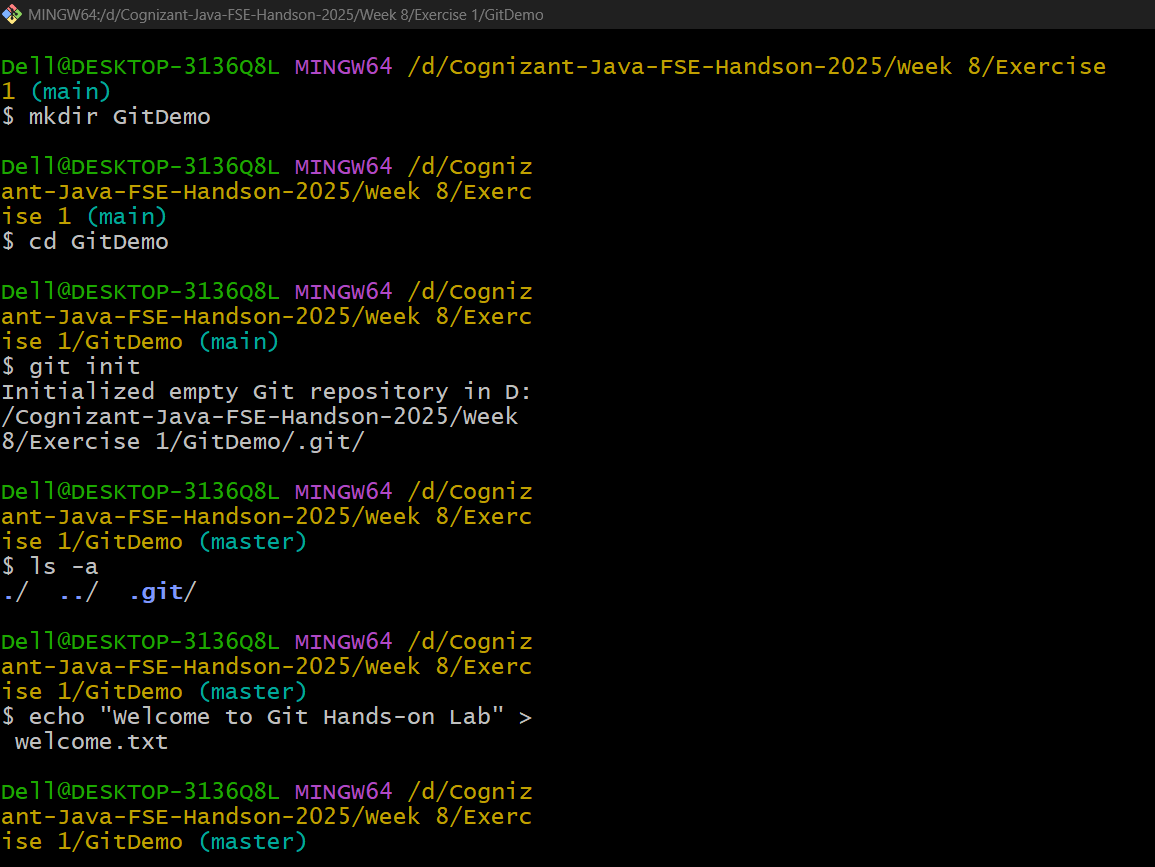 MINGW64:/d/Cognizant-Java-FSE-Handson-2025/Week 8/Exercise 1/GitDemo
Dell@DESKTOP-3136Q8L MINGW64 /d/Cognizant-Java-FSE-Handson-2025/Week 8/Exercise
1 (main)
$ mkdir GitDemo
Dell@DESKTOP-3136Q8L MINGW64 /d/Cogniz
ant-Java-FSE-Handson-2025/Week 8/Exerc
ise 1 (main)
$ cd GitDemo
Dell@DESKTOP-3136Q8L MINGW64 /d/Cogniz
ant-Java-FSE-Handson-2025/Week 8/Exerc
ise 1/GitDemo (main)
$ git init
Initialized empty Git repository in D:
/Cognizant-Java-FSE-Handson-2025/Week
8/Exercise 1/GitDemo/.git/
Dell@DESKTOP-3136Q8L MINGW64 /d/Cogniz
ant-Java-FSE-Handson-2025/Week 8/Exerc
ise 1/GitDemo (master)
$ ls -a
./  ../  .git/
Dell@DESKTOP-3136Q8L MINGW64 /d/Cogniz
ant-Java-FSE-Handson-2025/Week 8/Exerc
ise 1/GitDemo (master)
$ echo "Welcome to Git Hands-on Lab" >
 welcome.txt
Dell@DESKTOP-3136Q8L MINGW64 /d/Cogniz
ant-Java-FSE-Handson-2025/Week 8/Exerc
ise 1/GitDemo (master)